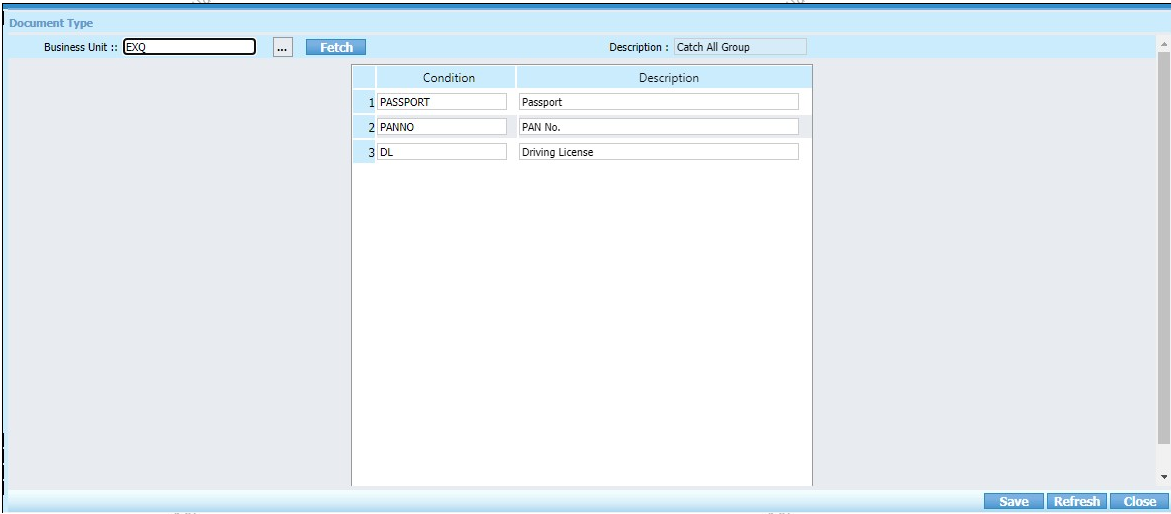 Document Type
Business Unit :: EXQ ... Fetch Description : Catch All Group
Condition Description
1 PASSPORT Passport
2 PANNO PAN No.
3 DL Driving License
Save Refresh Close